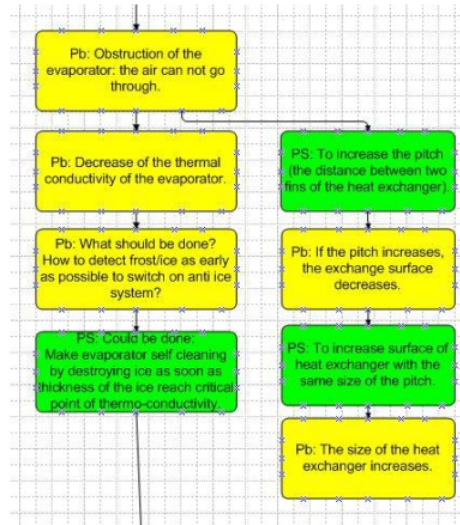 Pb: Obstruction of the
evaporator: the air can not go
through.
Pb: Decrease of the thermal
conductivity of the evaporator.
Pb: What should be done?
How to detect frost/ice as early
as possible to switch on anti ice
system?
PS: Could be done:
Make evaporator self cleaning
by destroying ice as soon as
thickness of the ice reach critical
point of thermo-conductivity.
PS: To increase the pitch
(the distance between two
fins of the heat exchanger).
Pb: If the pitch increases,
the exchange surface
decreases.
PS: To increase surface of
heat exchanger with the
same size of the pitch.
Pb: The size of the heat
exchanger increases.